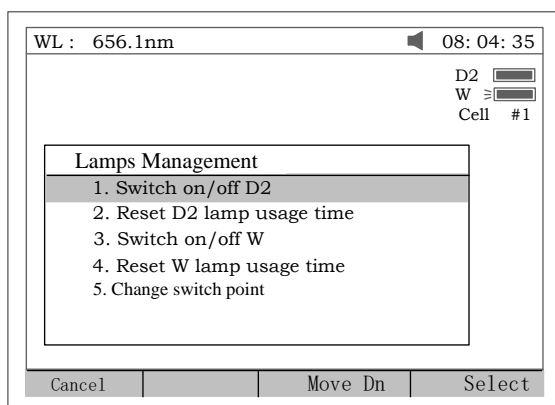 WL : 656.1nm 08: 04: 35
D2
W
Cell #1
Lamps Management
1. Switch on/off D2
2. Reset D2 lamp usage time
3. Switch on/off W
4. Reset W lamp usage time
5. Change switch point
Cancel Move Dn Select